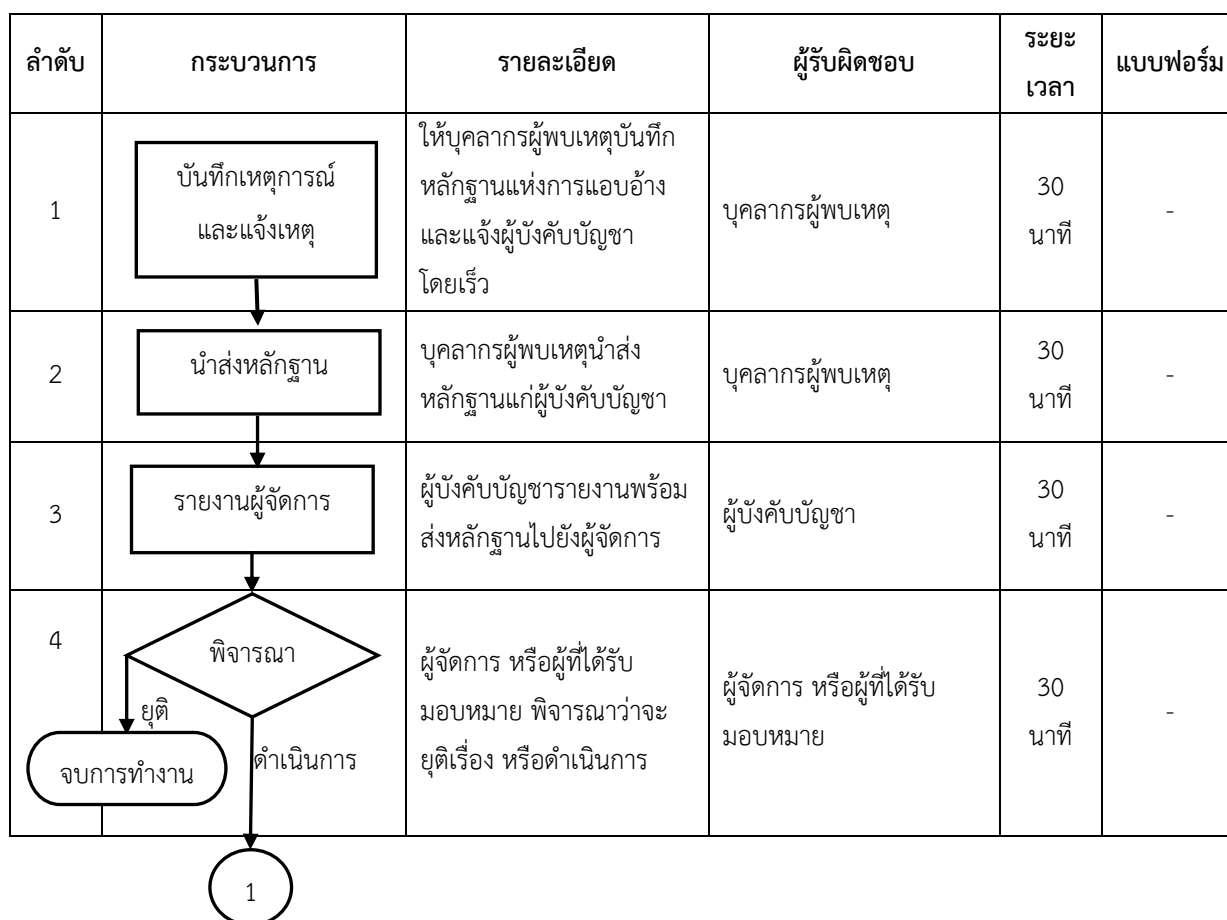 ลำดับ
กระบวนการ
รายละเอียด
ผู้รับผิดชอบ
ระยะ
เวลา
แบบฟอร์ม
1
บันทึกเหตุการณ์
และแจ้งเหตุ
ให้บุคลากรผู้พบเหตุบันทึก
หลักฐานแห่งการแอบอ้าง
และแจ้งผู้บังคับบัญชา
โดยเร็ว
บุคลากรผู้พบเหตุ
30
นาที
-
2
นำส่งหลักฐาน
บุคลากรผู้พบเหตุนำส่ง
หลักฐานแก่ผู้บังคับบัญชา
บุคลากรผู้พบเหตุ
30
นาที
-
3
รายงานผู้จัดการ
ผู้บังคับบัญชารายงานพร้อม
ส่งหลักฐานไปยังผู้จัดการ
ผู้บังคับบัญชา
30
นาที
-
4
พิจารณา
ยุติ
จบการทำงาน
ดำเนินการ
ผู้จัดการ หรือผู้ที่ได้รับ
มอบหมาย พิจารณาว่าจะ
ยุติเรื่อง หรือดำเนินการ
ผู้จัดการ หรือผู้ที่ได้รับ
มอบหมาย
30
นาที
-
1